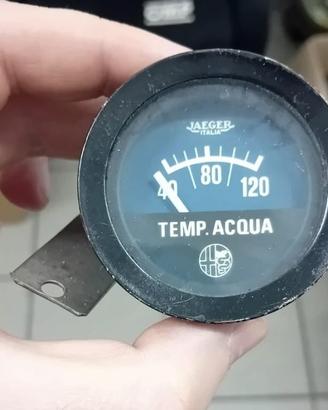 JAEGER
ITALIA
40 80 120
TEMP. ACQUA